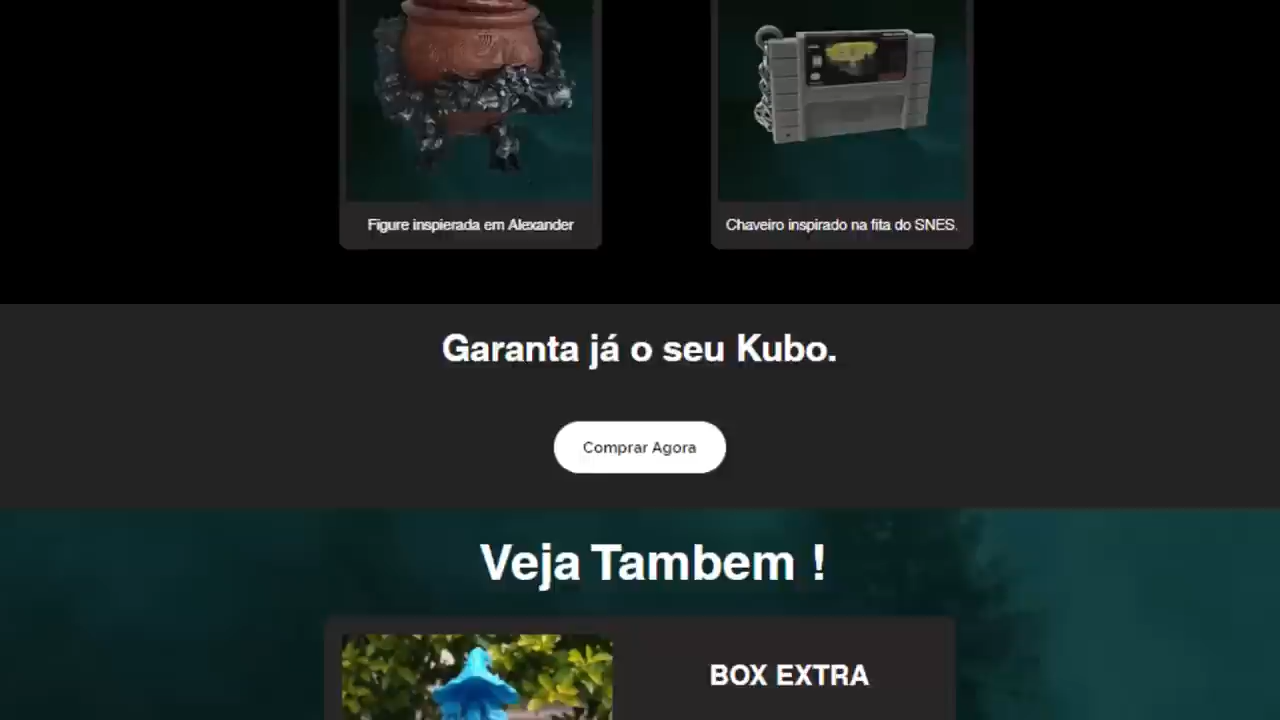 Figure inspierada em Alexander
Chaveiro inspirado na fita do SNES.
Garanta já o seu Kubo.
Comprar Agora
Veja Tambem !
BOX EXTRA